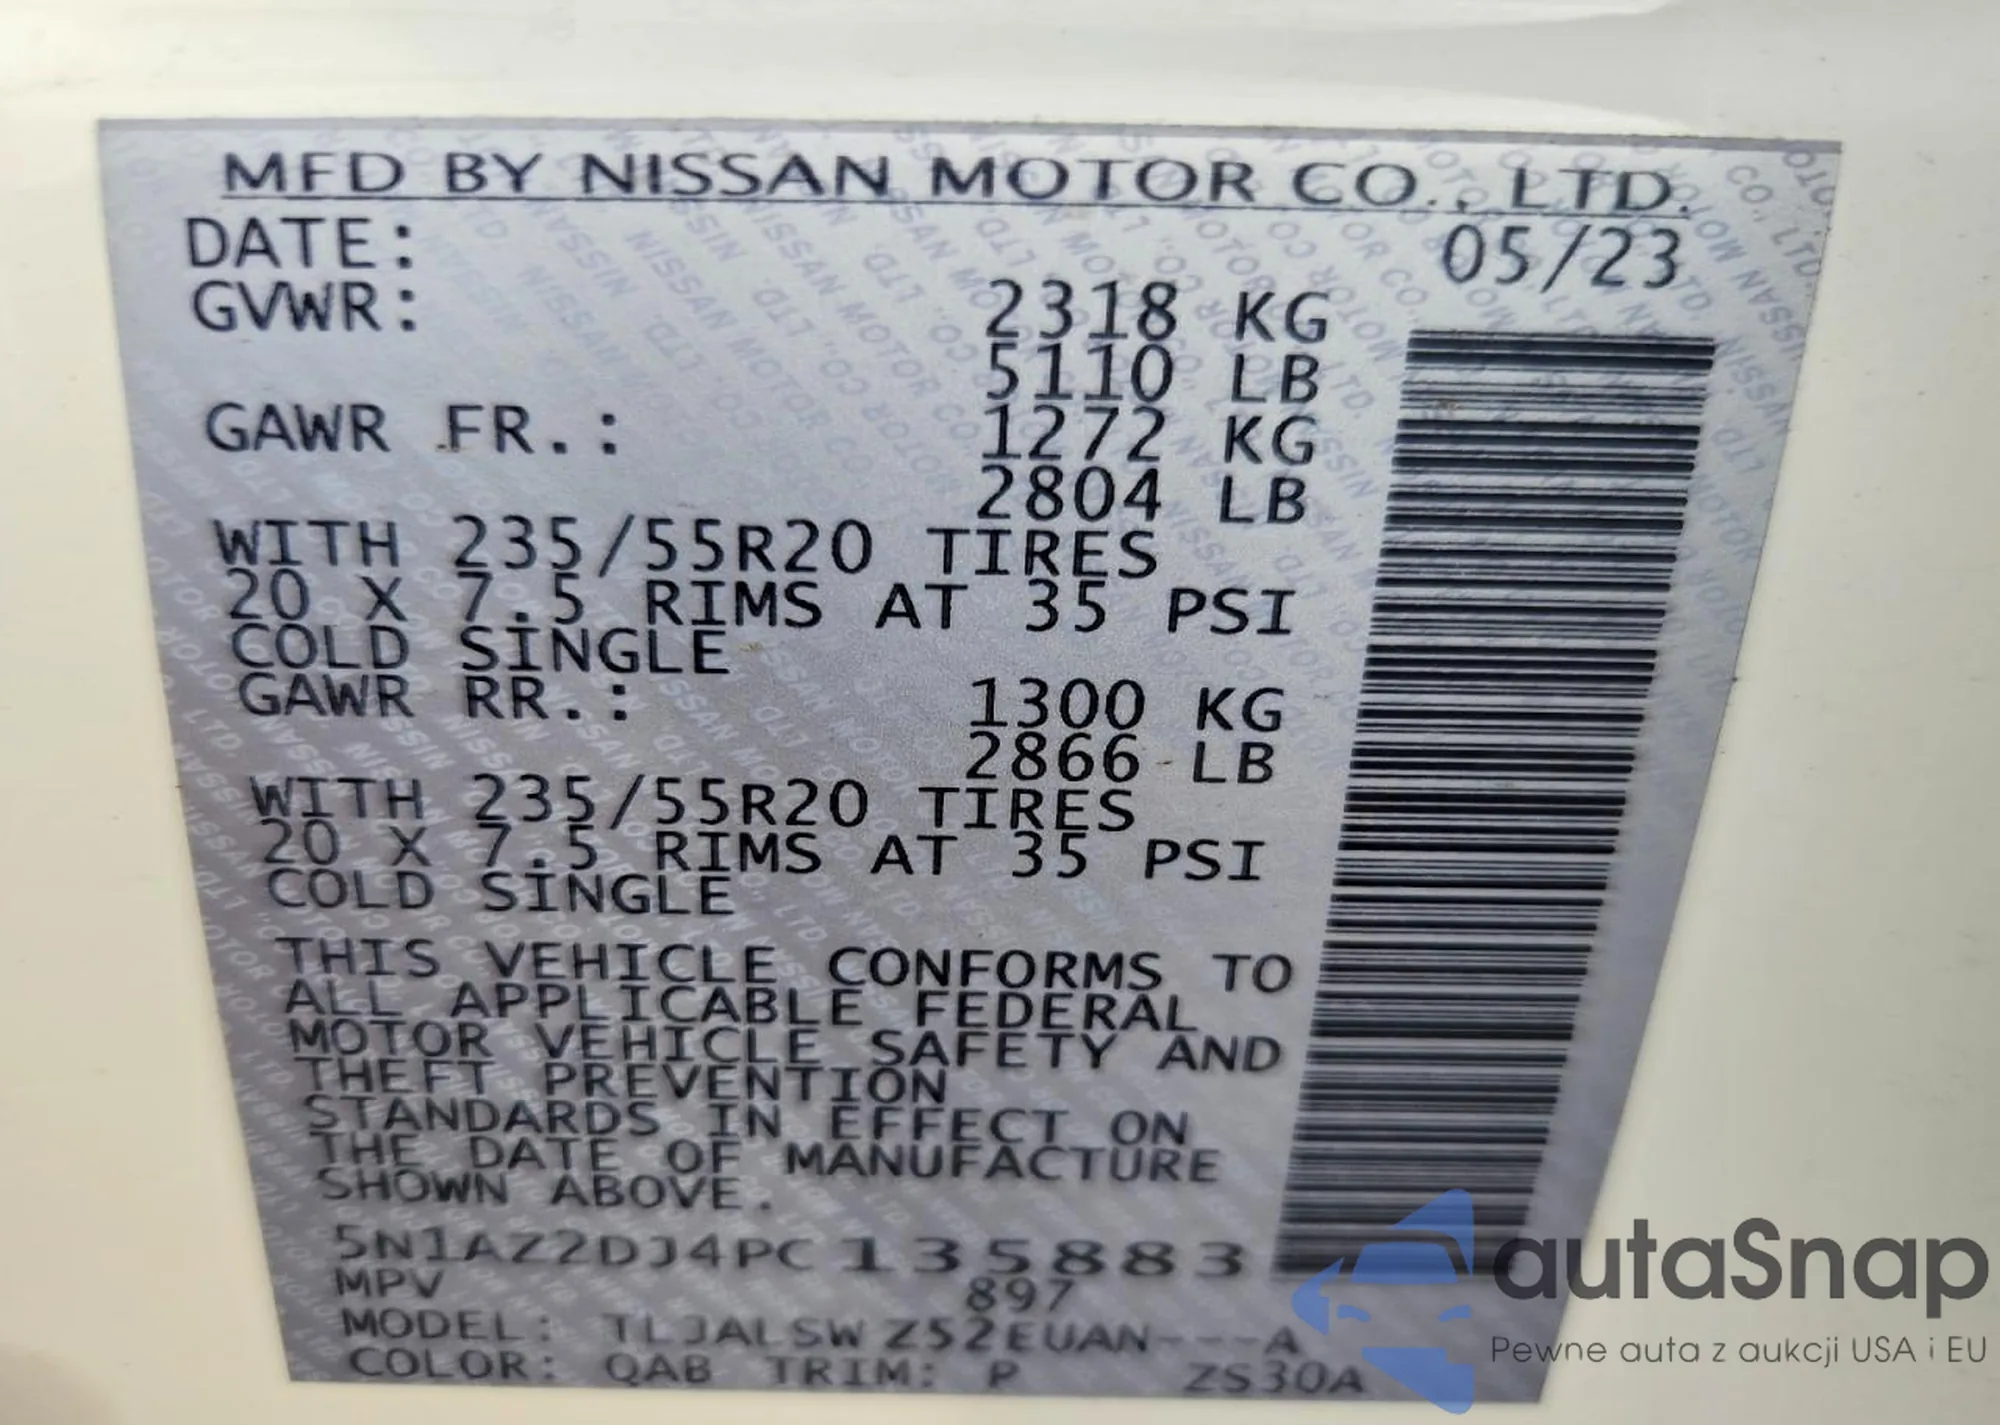 MFD BY NISSAN MOTOR CO., LTD.
DATE: 05/23
GVWR: 2318 KG
5110 LB
GAWR FR.: 1272 KG
2804 LB
WITH 235/55R20 TIRES
20 X 7.5 RIMS AT 35 PSI
COLD SINGLE
GAWR RR.: 1300 KG
2866 LB
WITH 235/55R20 TIRES
20 X 7.5 RIMS AT 35 PSI
COLD SINGLE
THIS VEHICLE CONFORMS TO
ALL APPLICABLE FEDERAL
MOTOR VEHICLE SAFETY AND
THEFT PREVENTION
STANDARDS IN EFFECT ON
THE DATE OF MANUFACTURE
SHOWN ABOVE.
5N1AZ2DJ4PC135883
MPV 897
MODEL: TLJALSWZ52EUAN---A
COLOR: QAB TRIM: P ZS30A
autaSnap
Pewne auta z aukcji USA i EU